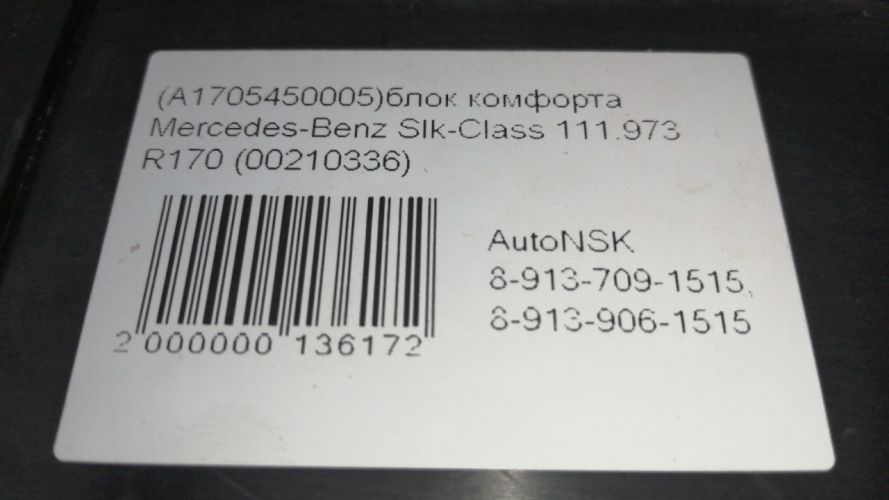 (A1705450005)блок комфорта
Mercedes-Benz Slk-Class 111.973
R170 (00210336)
AutoNSK
8-913-709-1515,
8-913-906-1515
2 000000 136172